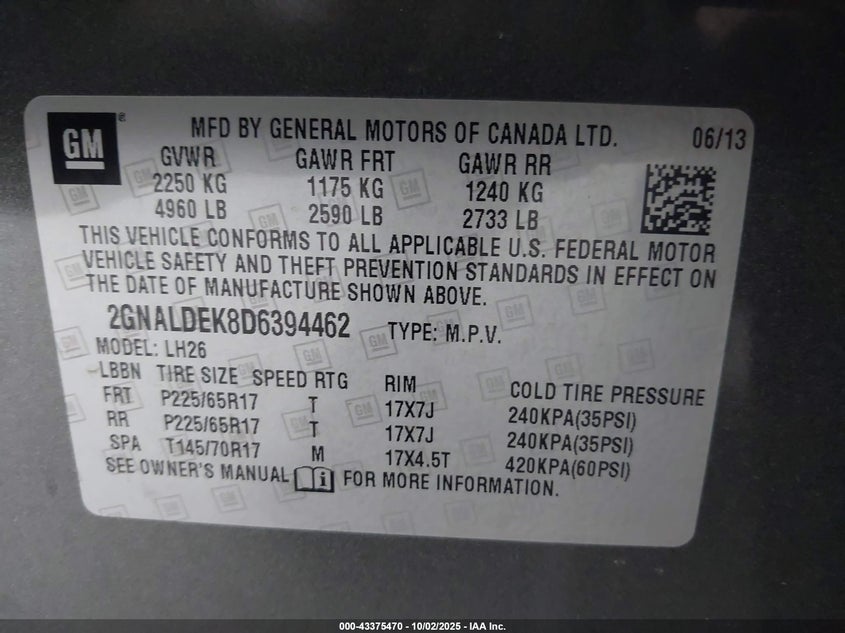 GM
®
MFD BY GENERAL MOTORS OF CANADA LTD. 06/13
GVWR GAWR FRT GAWR RR
2250 KG 1175 KG 1240 KG
4960 LB 2590 LB 2733 LB
THIS VEHICLE CONFORMS TO ALL APPLICABLE U.S. FEDERAL MOTOR
VEHICLE SAFETY AND THEFT PREVENTION STANDARDS IN EFFECT ON
THE DATE OF MANUFACTURE SHOWN ABOVE.
2GNALDEK8D6394462 TYPE: M.P.V.
MODEL: LH26
LBBN TIRE SIZE SPEED RTG RIM COLD TIRE PRESSURE
FRT P225/65R17 T 17X7J 240KPA(35PSI)
RR P225/65R17 T 17X7J 240KPA(35PSI)
SPA T145/70R17 M 17X4.5T 420KPA(60PSI)
SEE OWNER'S MANUAL i FOR MORE INFORMATION.
000-43375470 - 10/02/2025 - IAA Inc.